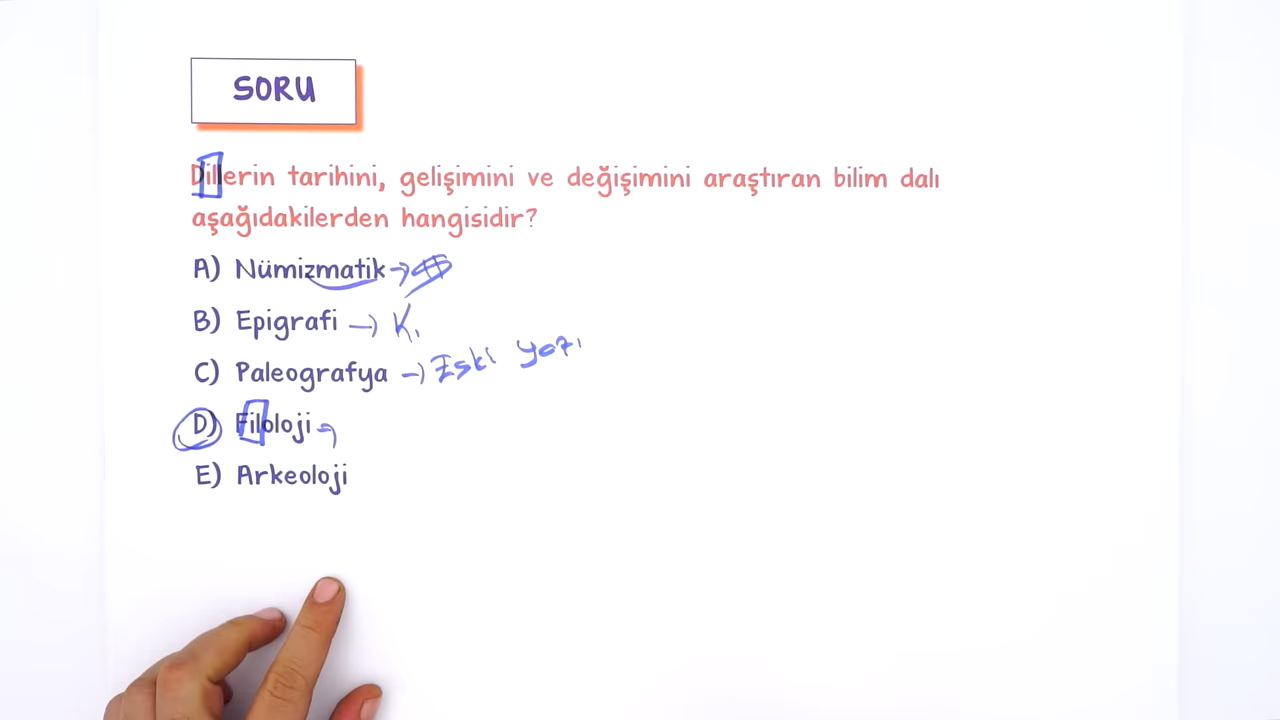 SORU
Dillerin tarihini, gelişimini ve değişimini araştıran bilim dalı
aşağıdakilerden hangisidir?
A) Nümizmatik →
B) Epigrafi → K.
C) Paleografya → Eski yazı
D) Filoloji →
E) Arkeoloji